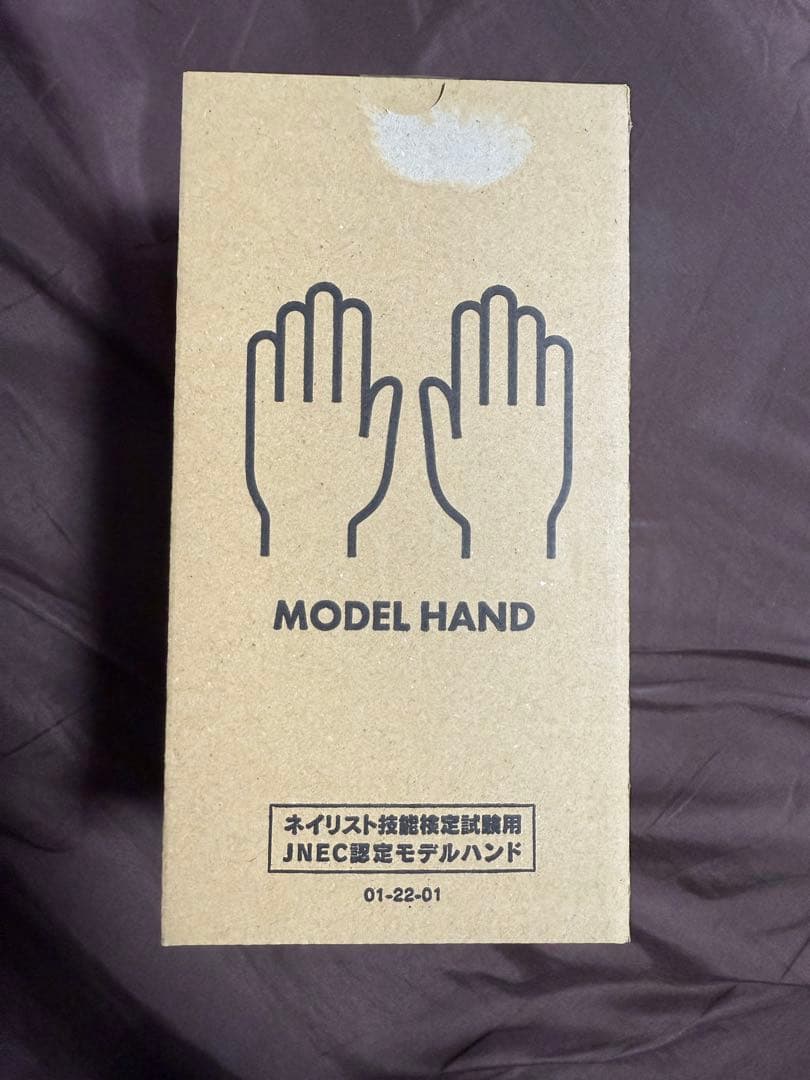 MODEL HAND
ネイリスト技能検定試験用
JNEC認定モデルハンド
01-22-01